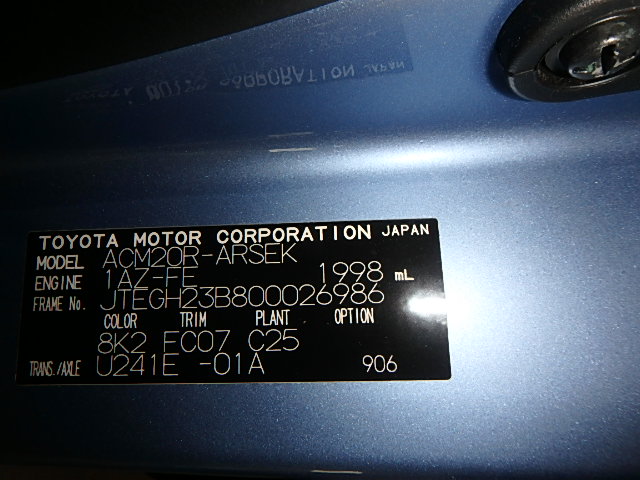 TOYOTA MOTOR CORPORATION JAPAN
MODEL ACM20R-ARSEK
ENGINE 1AZ-FE 1998 mL
FRAME No. JTEGH23B800026986
COLOR TRIM PLANT OPTION
8K2 FC07 C25
TRANS./AXLE U241E -01A 906